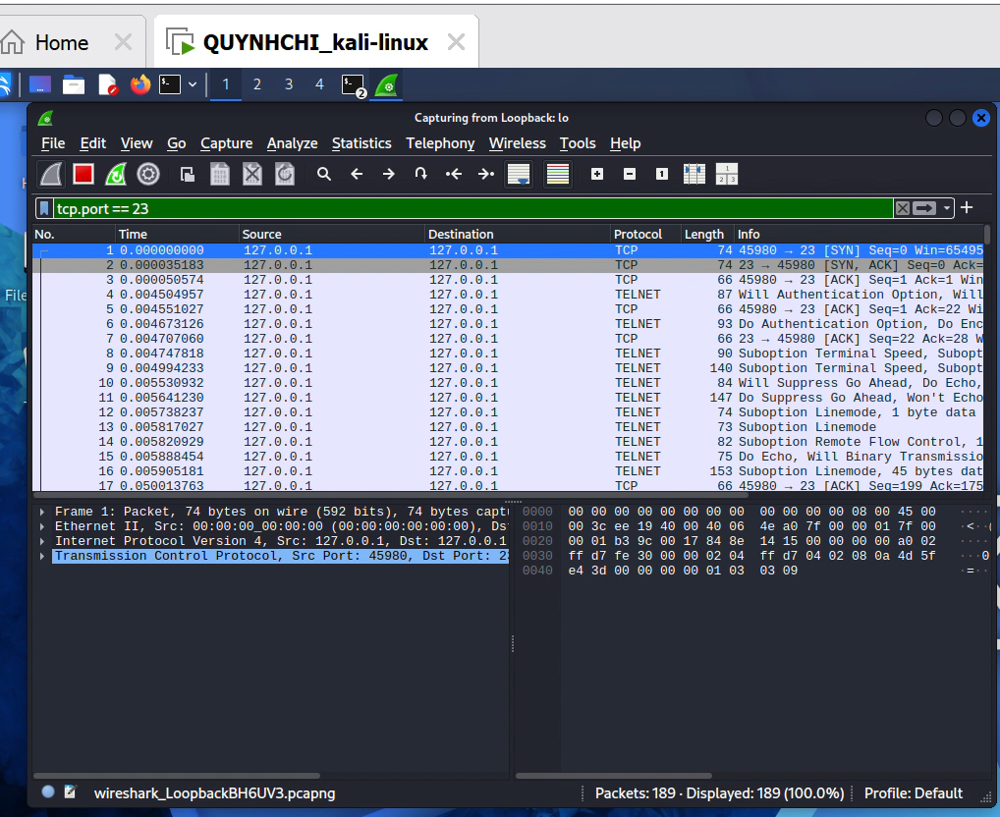 Home
QUYNHCHI_kali-linux
1 2 3 4 2
Capturing from Loopback: lo
File Edit View Go Capture Analyze Statistics Telephony Wireless Tools Help
tcp.port == 23
No. Time Source Destination Protocol Length Info
1 0.000000000 127.0.0.1 127.0.0.1 TCP 74 45980 → 23 [SYN] Seq=0 Win=65495
2 0.000035183 127.0.0.1 127.0.0.1 TCP 74 23 → 45980 [SYN, ACK] Seq=0 Ack=
3 0.000050574 127.0.0.1 127.0.0.1 TCP 66 45980 → 23 [ACK] Seq=1 Ack=1 Win
4 0.004504957 127.0.0.1 127.0.0.1 TELNET 87 Will Authentication Option, Will
5 0.004551027 127.0.0.1 127.0.0.1 TCP 66 45980 → 23 [ACK] Seq=1 Ack=22 Wi
6 0.004673126 127.0.0.1 127.0.0.1 TELNET 93 Do Authentication Option, Do Enc
7 0.004707060 127.0.0.1 127.0.0.1 TCP 66 23 → 45980 [ACK] Seq=22 Ack=28 W
8 0.004747818 127.0.0.1 127.0.0.1 TELNET 90 Suboption Terminal Speed, Subopt
9 0.004994233 127.0.0.1 127.0.0.1 TELNET 140 Suboption Terminal Speed, Subopt
10 0.005530932 127.0.0.1 127.0.0.1 TELNET 84 Will Suppress Go Ahead, Do Echo,
11 0.005641230 127.0.0.1 127.0.0.1 TELNET 147 Do Suppress Go Ahead, Won't Echo
12 0.005738237 127.0.0.1 127.0.0.1 TELNET 74 Suboption Linemode, 1 byte data
13 0.005817027 127.0.0.1 127.0.0.1 TELNET 73 Suboption Linemode
14 0.005820929 127.0.0.1 127.0.0.1 TELNET 82 Suboption Remote Flow Control, 1
15 0.005888454 127.0.0.1 127.0.0.1 TELNET 75 Do Echo, Will Binary Transmissio
16 0.005905181 127.0.0.1 127.0.0.1 TELNET 153 Suboption Linemode, 45 bytes dat
17 0.050013763 127.0.0.1 127.0.0.1 TCP 66 45980 → 23 [ACK] Seq=199 Ack=175
File
Frame 1: Packet, 74 bytes on wire (592 bits), 74 bytes captu
Ethernet II, Src: 00:00:00_00:00:00 (00:00:00:00:00:00), Ds
Internet Protocol Version 4, Src: 127.0.0.1, Dst: 127.0.0.1
Transmission Control Protocol, Src Port: 45980, Dst Port: 23
0000 00 00 00 00 00 00 00 00 00 00 00 00 08 00 45 00 ····
0010 00 3c ee 19 40 00 40 06 4e a0 7f 00 00 01 7f 00 ·<··
0020 00 01 b3 9c 00 17 84 8e 14 15 00 00 00 00 a0 02 ····
0030 ff d7 fe 30 00 00 02 04 ff d7 04 02 08 0a 4d 5f ···0
0040 e4 3d 00 00 00 00 01 03 03 09 ·=··
wireshark_LoopbackBH6UV3.pcapng
Packets: 189 · Displayed: 189 (100.0%)
Profile: Default